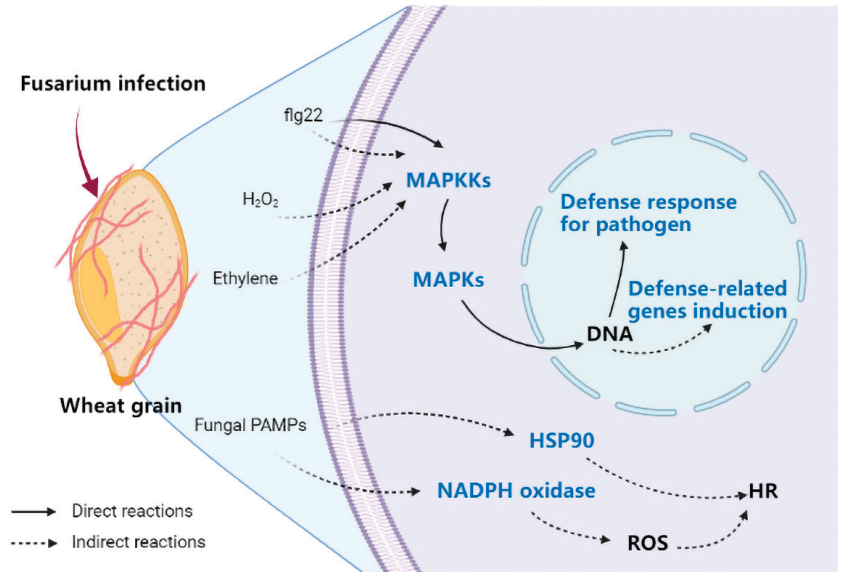 Fusarium infection
flg22
MAPKKs
H₂O₂
Defense response
for pathogen
Ethylene
MAPKs
Defense-related
genes induction
DNA
Wheat grain
Fungal PAMPs
HSP90
NADPH oxidase
HR
Direct reactions
Indirect reactions
ROS